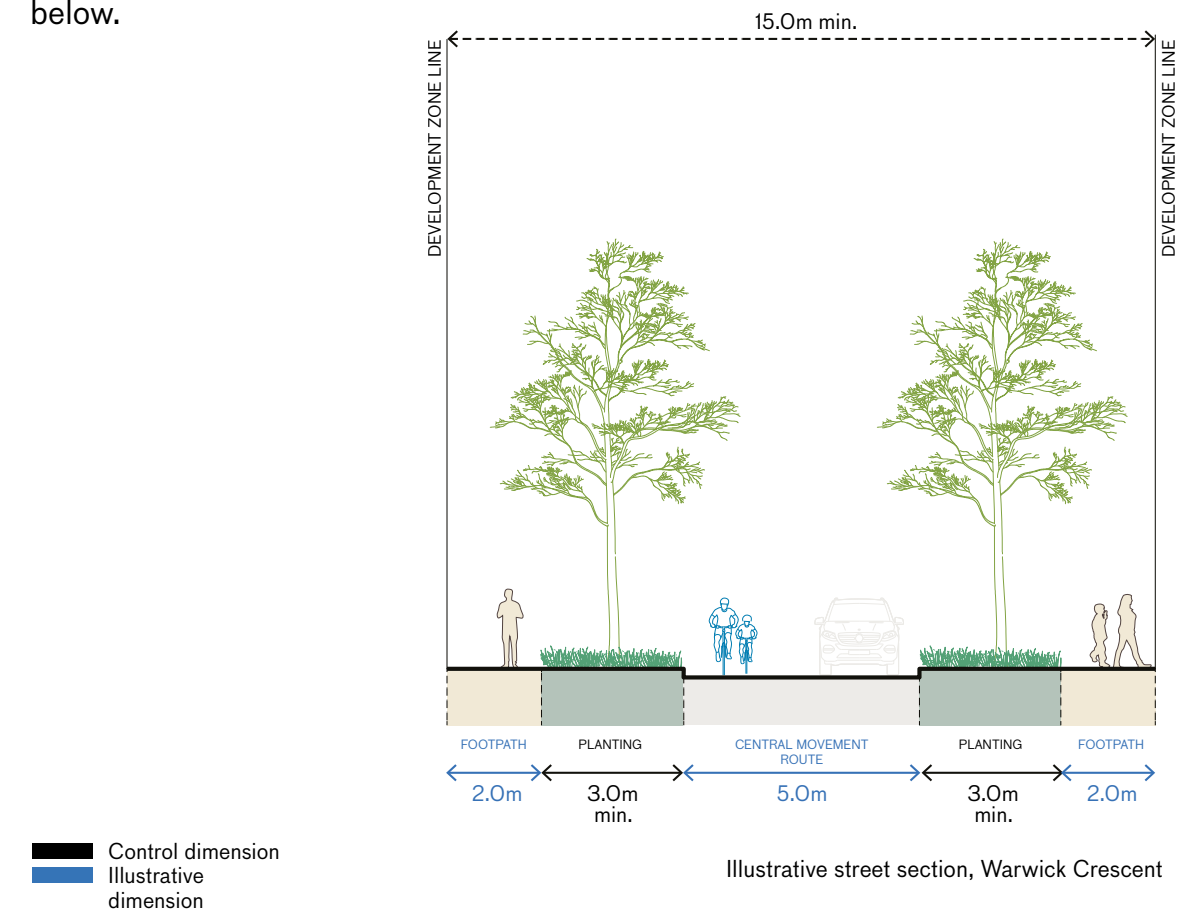 below.
15.0m min.
DEVELOPMENT ZONE LINE
DEVELOPMENT ZONE LINE
FOOTPATH
PLANTING
CENTRAL MOVEMENT
ROUTE
PLANTING
FOOTPATH
2.0m
3.0m
min.
5.0m
3.0m
min.
2.0m
Control dimension
Illustrative
dimension
Illustrative street section, Warwick Crescent